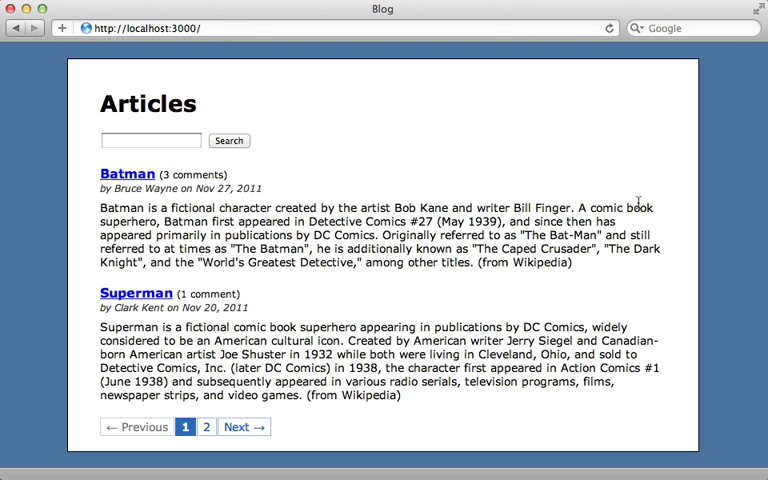 Blog
http://localhost:3000/
Google
Articles
Search
Batman (3 comments)
by Bruce Wayne on Nov 27, 2011
Batman is a fictional character created by the artist Bob Kane and writer Bill Finger. A comic book
superhero, Batman first appeared in Detective Comics #27 (May 1939), and since then has
appeared primarily in publications by DC Comics. Originally referred to as "The Bat-Man" and still
referred to at times as "The Batman", he is additionally known as "The Caped Crusader", "The Dark
Knight", and the "World's Greatest Detective," among other titles. (from Wikipedia)
Superman (1 comment)
by Clark Kent on Nov 20, 2011
Superman is a fictional comic book superhero appearing in publications by DC Comics, widely
considered to be an American cultural icon. Created by American writer Jerry Siegel and Canadian-
born American artist Joe Shuster in 1932 while both were living in Cleveland, Ohio, and sold to
Detective Comics, Inc. (later DC Comics) in 1938, the character first appeared in Action Comics #1
(June 1938) and subsequently appeared in various radio serials, television programs, films,
newspaper strips, and video games. (from Wikipedia)
← Previous 1 2 Next →